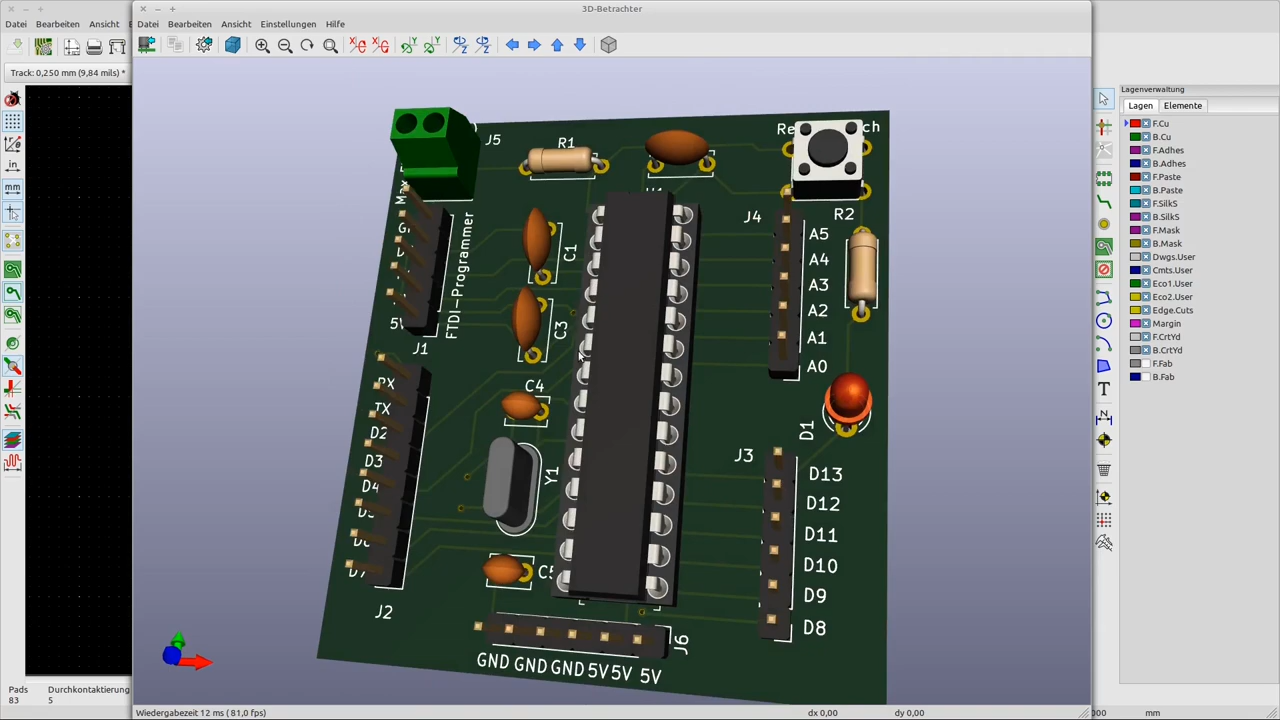 3D-Betrachter
Datei Bearbeiten Ansicht
Datei Bearbeiten Ansicht Einstellungen Hilfe
Track: 0,250 mm (9,84 mils) *
in
mm
Lagenverwaltung
Lagen Elemente
F.Cu
B.Cu
F.Adhes
B.Adhes
F.Paste
B.Paste
F.SilkS
B.SilkS
F.Mask
B.Mask
Dwgs.User
Cmts.User
Eco1.User
Eco2.User
Edge.Cuts
Margin
F.CrtYd
B.CrtYd
F.Fab
B.Fab
J5
R1
J4
R2
A5
A4
A3
A2
A1
A0
C1
C3
C4
Y1
FTDI-Programmer
5V
J1
TX
D2
D3
D4
J2
D1
J3
D13
D12
D11
D10
D9
D8
J6
GND GND GND 5V 5V 5V
Pads
83
Durchkontaktierung
5
Wiedergabezeit 12 ms ( 81,0 fps)
dx 0,00
dy 0,00
mm